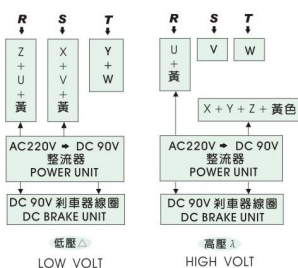 R S T
Z + U + 黃
X + V + 黃
Y + W
AC220V ➡ DC 90V
整流器
POWER UNIT
DC 90V 剎車器線圈
DC BRAKE UNIT
低壓△
LOW VOLT
R S T
U + 黃
V
W
X + Y + Z + 黃色
AC220V ➡ DC 90V
整流器
POWER UNIT
DC 90V 剎車器線圈
DC BRAKE UNIT
高壓 λ
HIGH VOLT